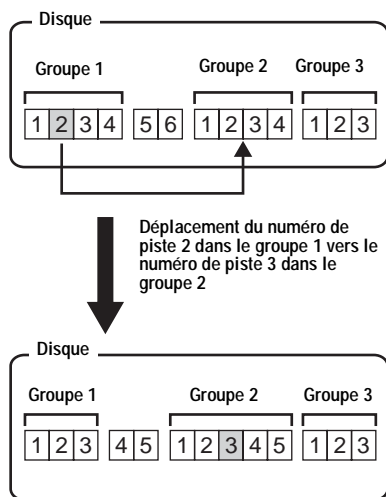 Disque
Groupe 1 Groupe 2 Groupe 3
1 2 3 4 5 6 1 2 3 4 1 2 3
Déplacement du numéro de
piste 2 dans le groupe 1 vers le
numéro de piste 3 dans le
groupe 2
Disque
Groupe 1 Groupe 2 Groupe 3
1 2 3 4 5 1 2 3 4 5 1 2 3